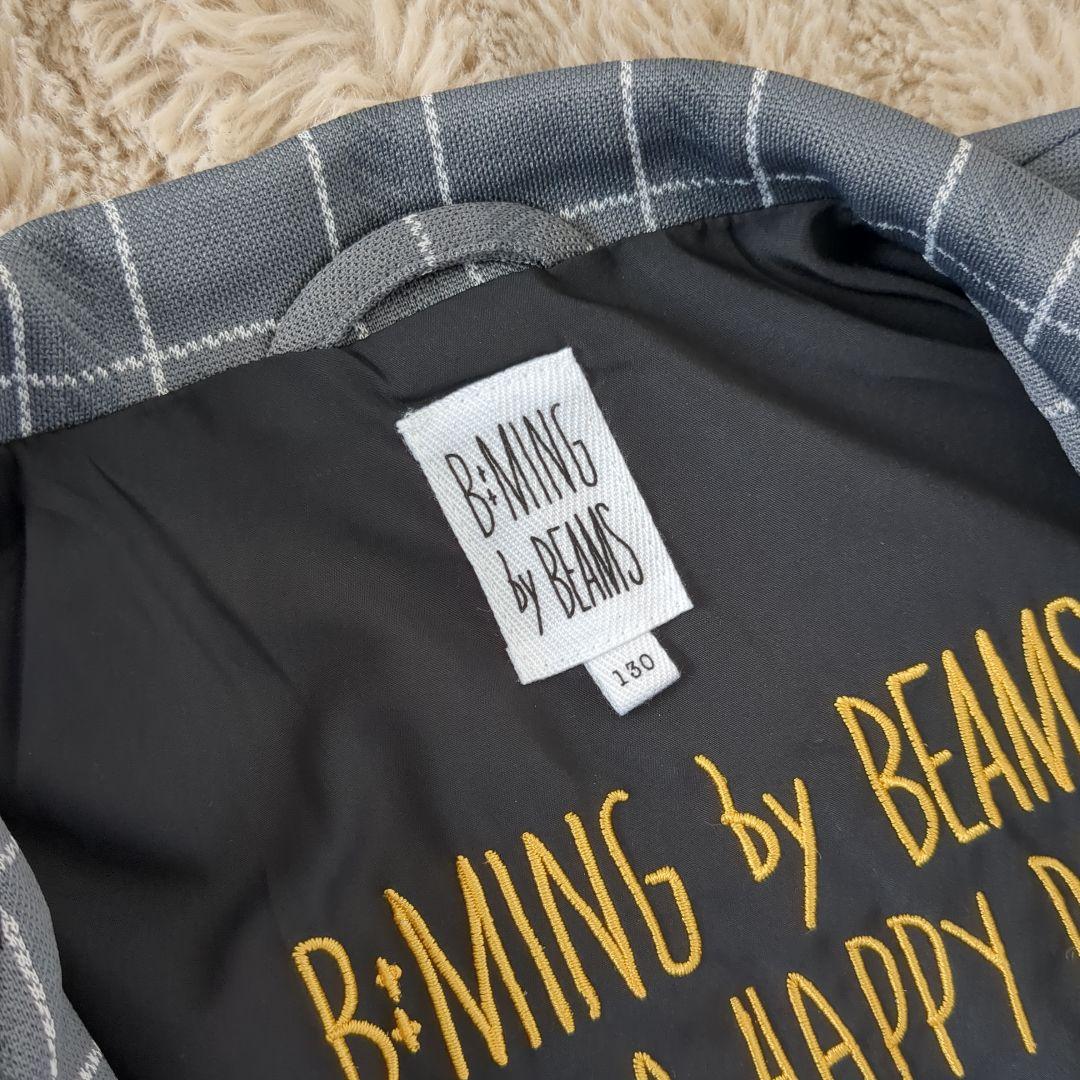 B:MING
by BEAMS
130
B:MING by BEAMS
A HAPPY